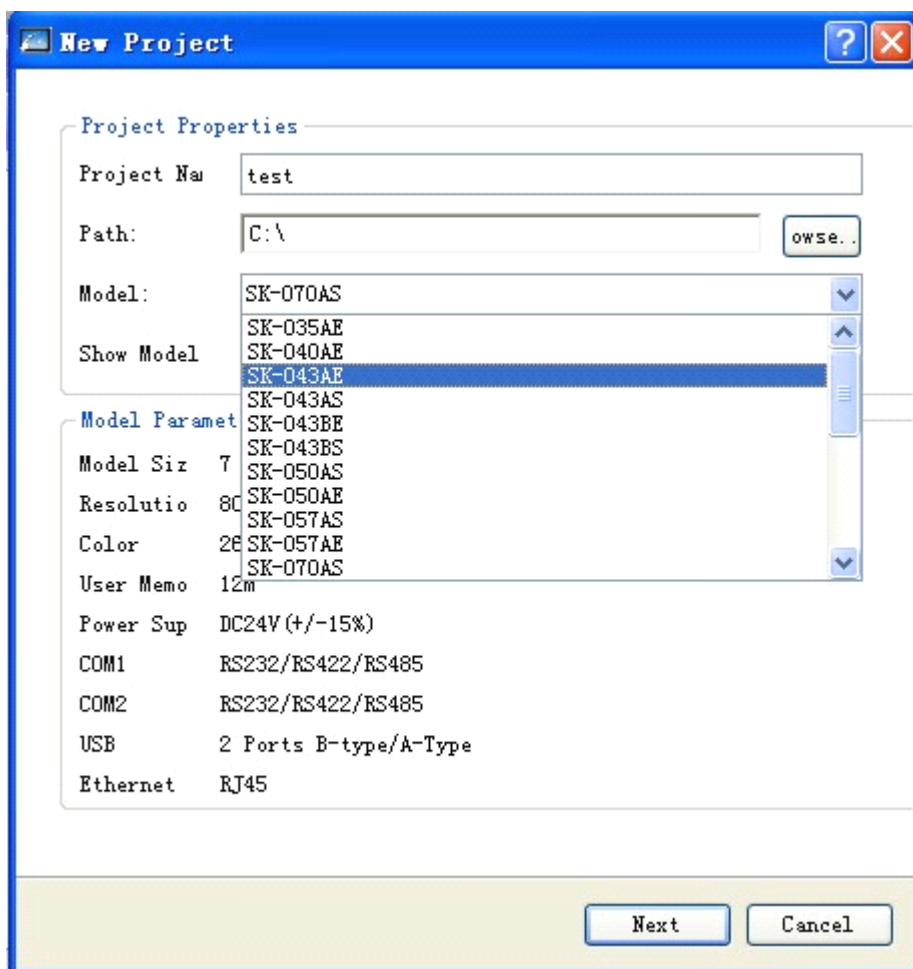 New Project
Project Properties
Project Na
test
Path:
C:\
owse..
Model:
SK-070AS
SK-035AE
SK-040AE
Show Model
SK-043AE
SK-043AS
Model Paramet
SK-043BE
SK-043BS
Model Siz 7
SK-050AS
SK-050AE
Resolutio 80
SK-057AS
Color 26
SK-057AE
SK-070AS
User Memo 12m
Power Sup DC24V(+/-15%)
COM1 RS232/RS422/RS485
COM2 RS232/RS422/RS485
USB 2 Ports B-type/A-Type
Ethernet RJ45
Next
Cancel